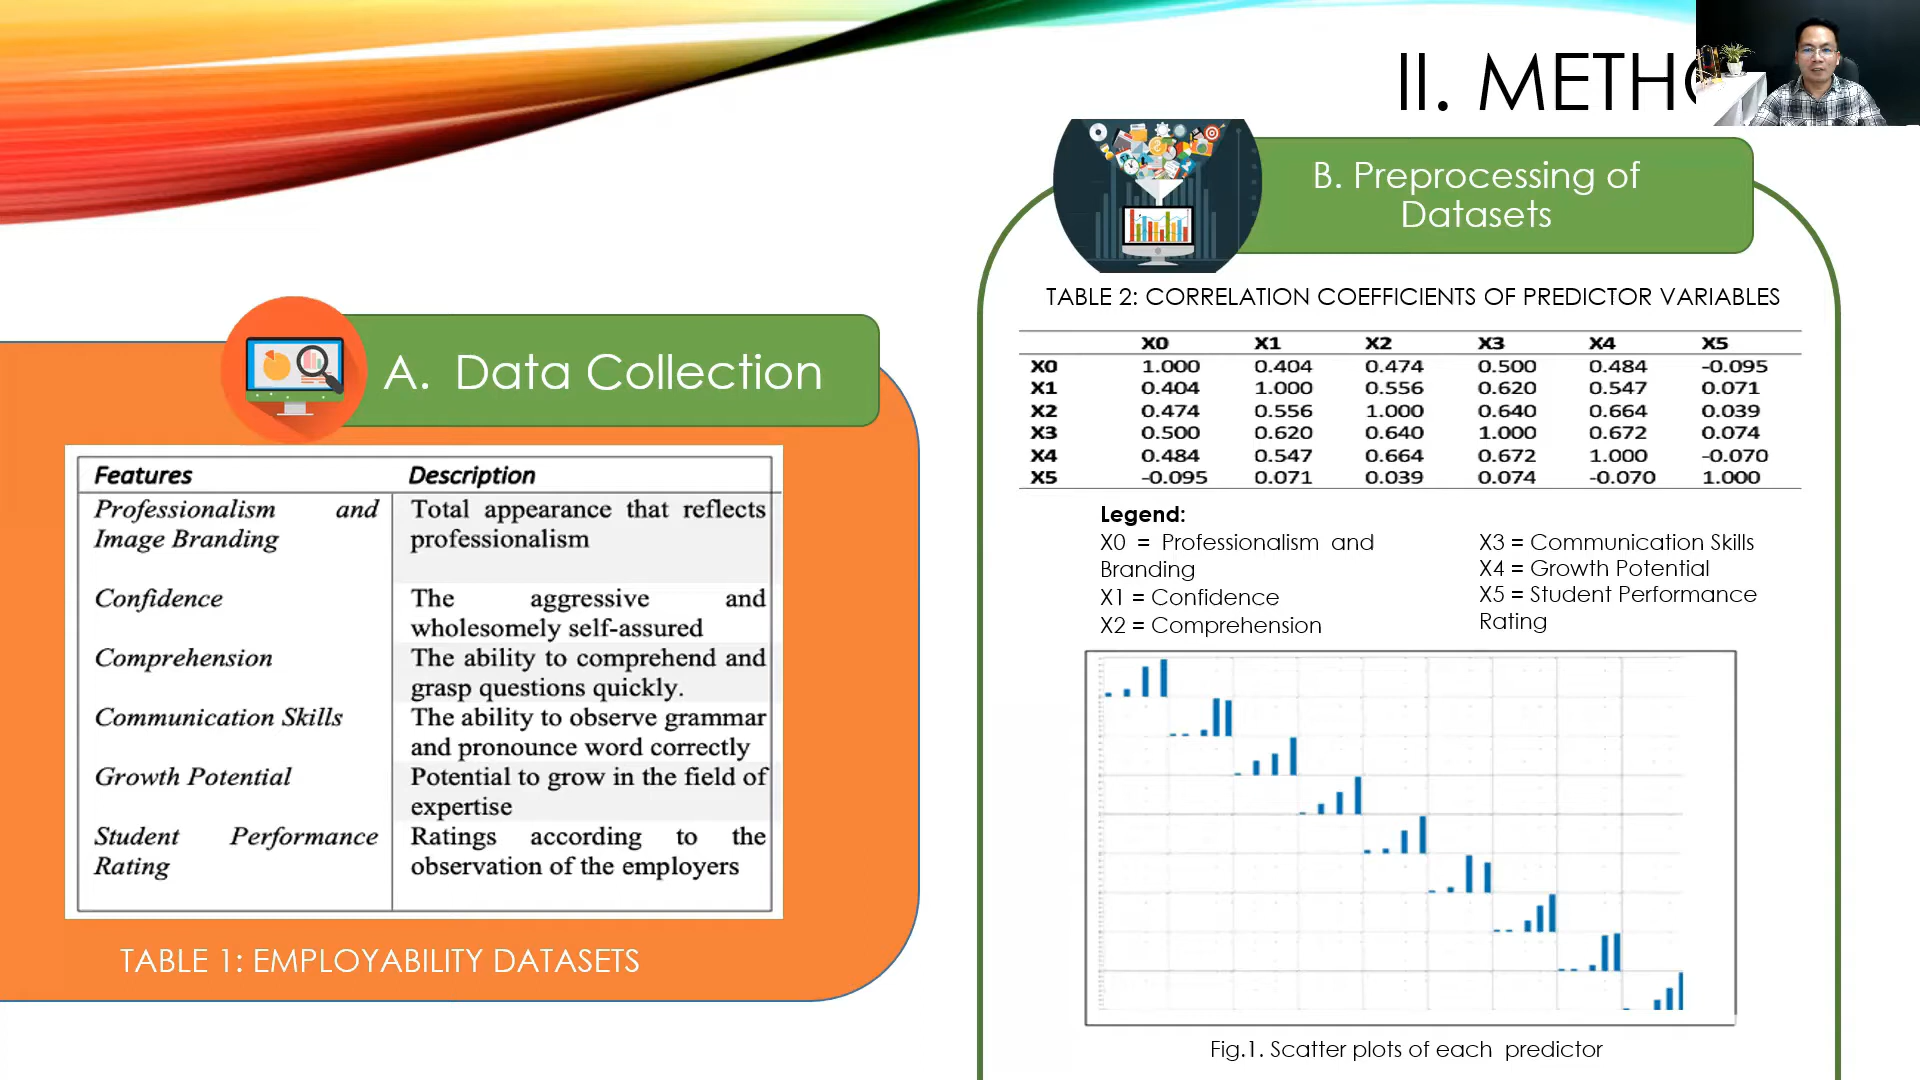 II. METHO
A. Data Collection
Features Description
Professionalism and Total appearance that reflects
Image Branding professionalism
Confidence The aggressive and
wholesomely self-assured
Comprehension The ability to comprehend and
grasp questions quickly.
Communication Skills The ability to observe grammar
and pronounce word correctly
Growth Potential Potential to grow in the field of
expertise
Student Performance Ratings according to the
Rating observation of the employers
TABLE 1: EMPLOYABILITY DATASETS
B. Preprocessing of
Datasets
TABLE 2: CORRELATION COEFFICIENTS OF PREDICTOR VARIABLES
X0 X1 X2 X3 X4 X5
X0 1.000 0.404 0.474 0.500 0.484 -0.095
X1 0.404 1.000 0.556 0.620 0.547 0.071
X2 0.474 0.556 1.000 0.640 0.664 0.039
X3 0.500 0.620 0.640 1.000 0.672 0.074
X4 0.484 0.547 0.664 0.672 1.000 -0.070
X5 -0.095 0.071 0.039 0.074 -0.070 1.000
Legend:
X0 = Professionalism and
Branding
X1 = Confidence
X2 = Comprehension
X3 = Communication Skills
X4 = Growth Potential
X5 = Student Performance
Rating
Fig.1. Scatter plots of each predictor